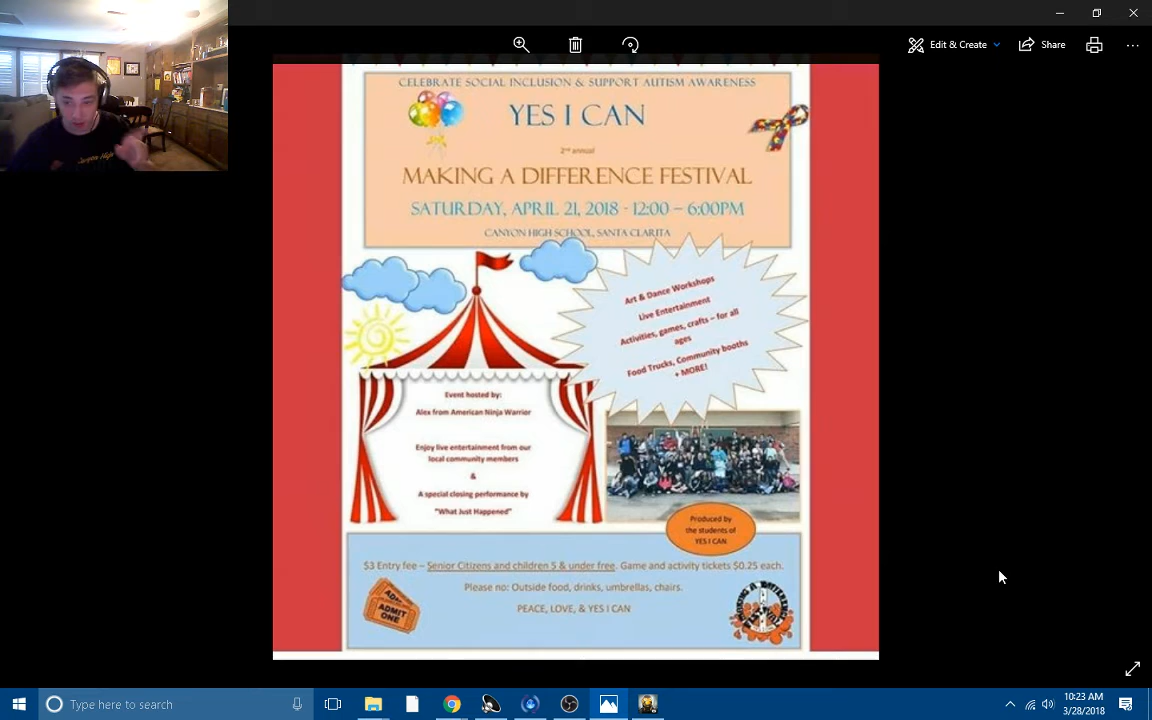 Edit & Create
Share
CELEBRATE SOCIAL INCLUSION & SUPPORT AUTISM AWARENESS
YES I CAN
2nd annual
MAKING A DIFFERENCE FESTIVAL
SATURDAY, APRIL 21, 2018 - 12:00 – 6:00PM
CANYON HIGH SCHOOL, SANTA CLARITA
Art & Dance Workshops
Live Entertainment
Activities, games, crafts – for all
ages
Food Trucks, Community booths
+ MORE!
Event hosted by:
Alex from American Ninja Warrior
Enjoy live entertainment from our
local community members
&
A special closing performance by
"What Just Happened"
Produced by
the students of
YES I CAN
$3 Entry fee – Senior Citizens and children 5 & under free. Game and activity tickets $0.25 each.
Please no: Outside food, drinks, umbrellas, chairs.
PEACE, LOVE, & YES I CAN
ADMIT
ONE
MAKING A DIFFERENCE
Type here to search
10:23 AM
3/28/2018